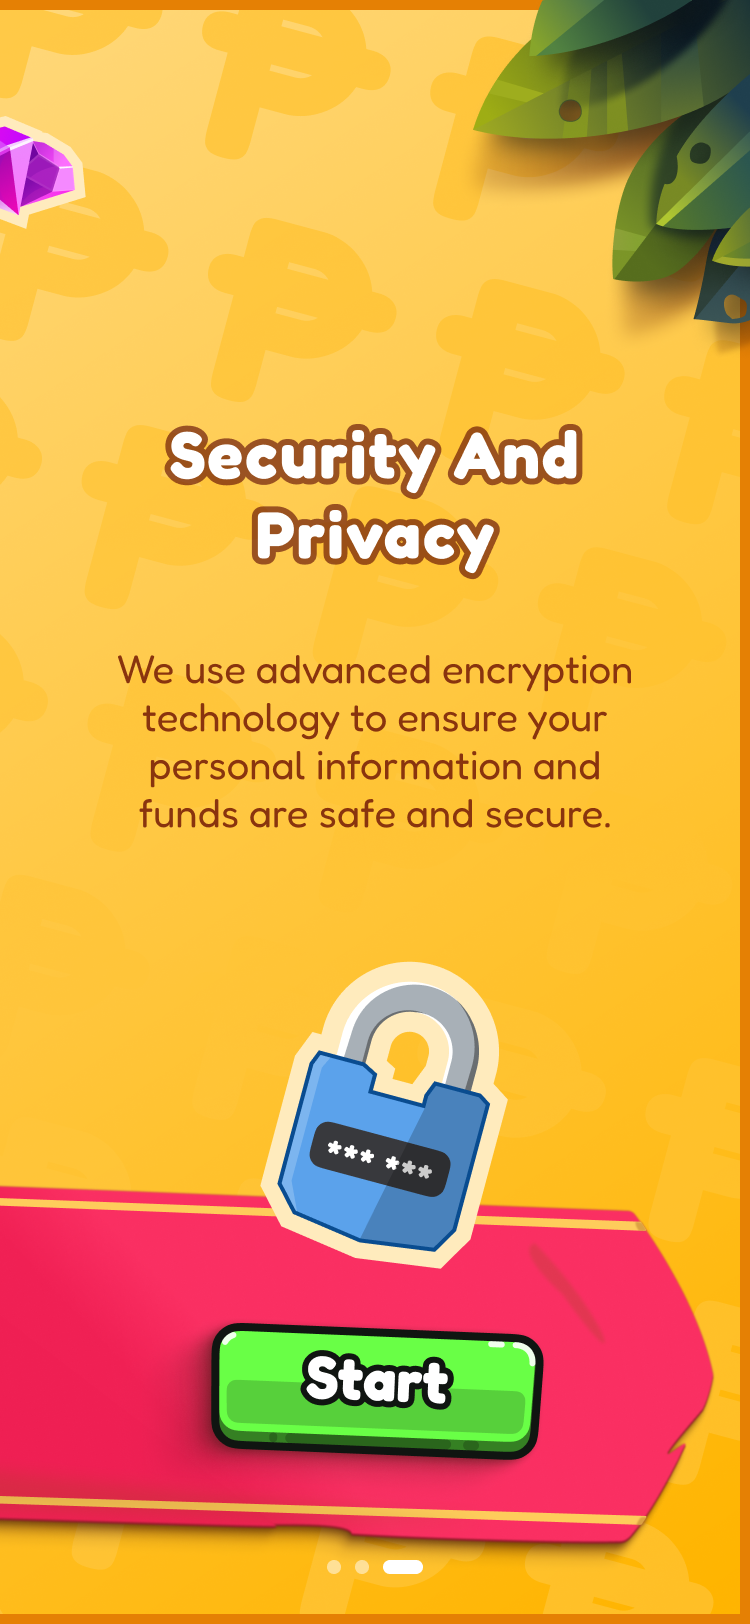 Security And
Privacy
We use advanced encryption
technology to ensure your
personal information and
funds are safe and secure.
*** ***
Start